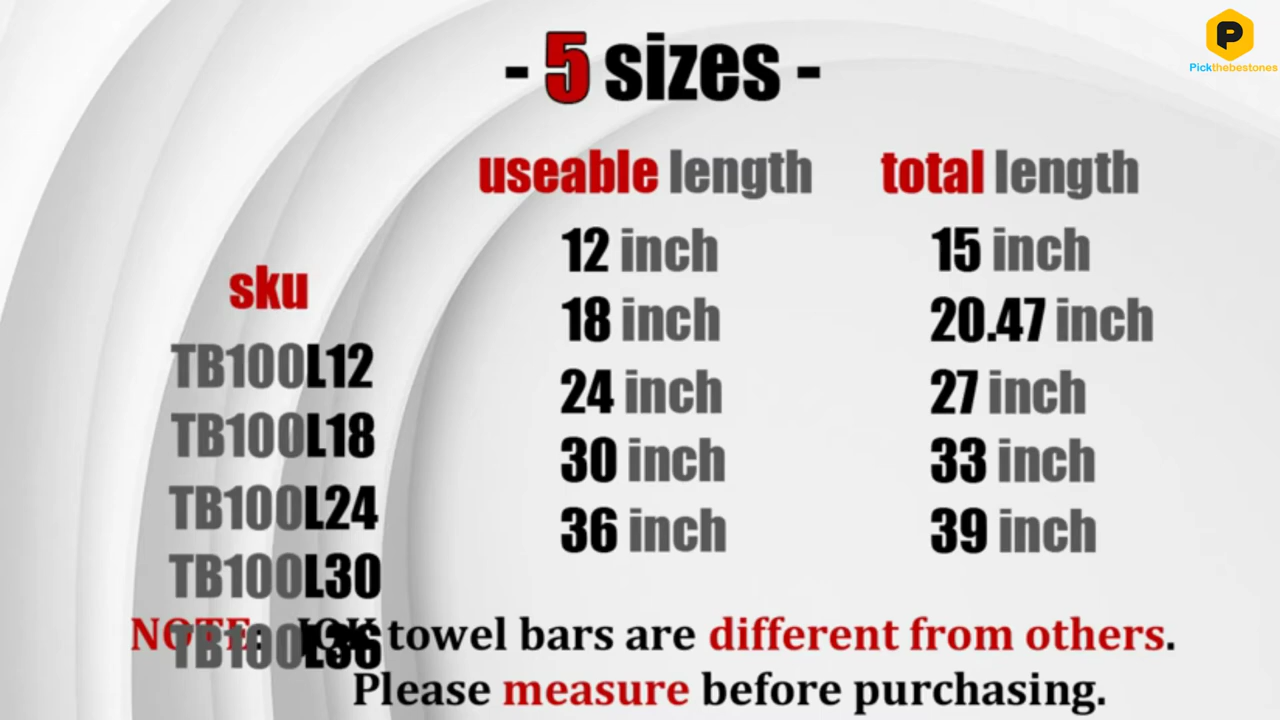 - 5 sizes -
Pickthebestones
useable length total length
12 inch 15 inch
18 inch 20.47 inch
24 inch 27 inch
30 inch 33 inch
36 inch 39 inch
sku
TB100L12
TB100L18
TB100L24
TB100L30
TB100L36
NOTE: towel bars are different from others.
Please measure before purchasing.